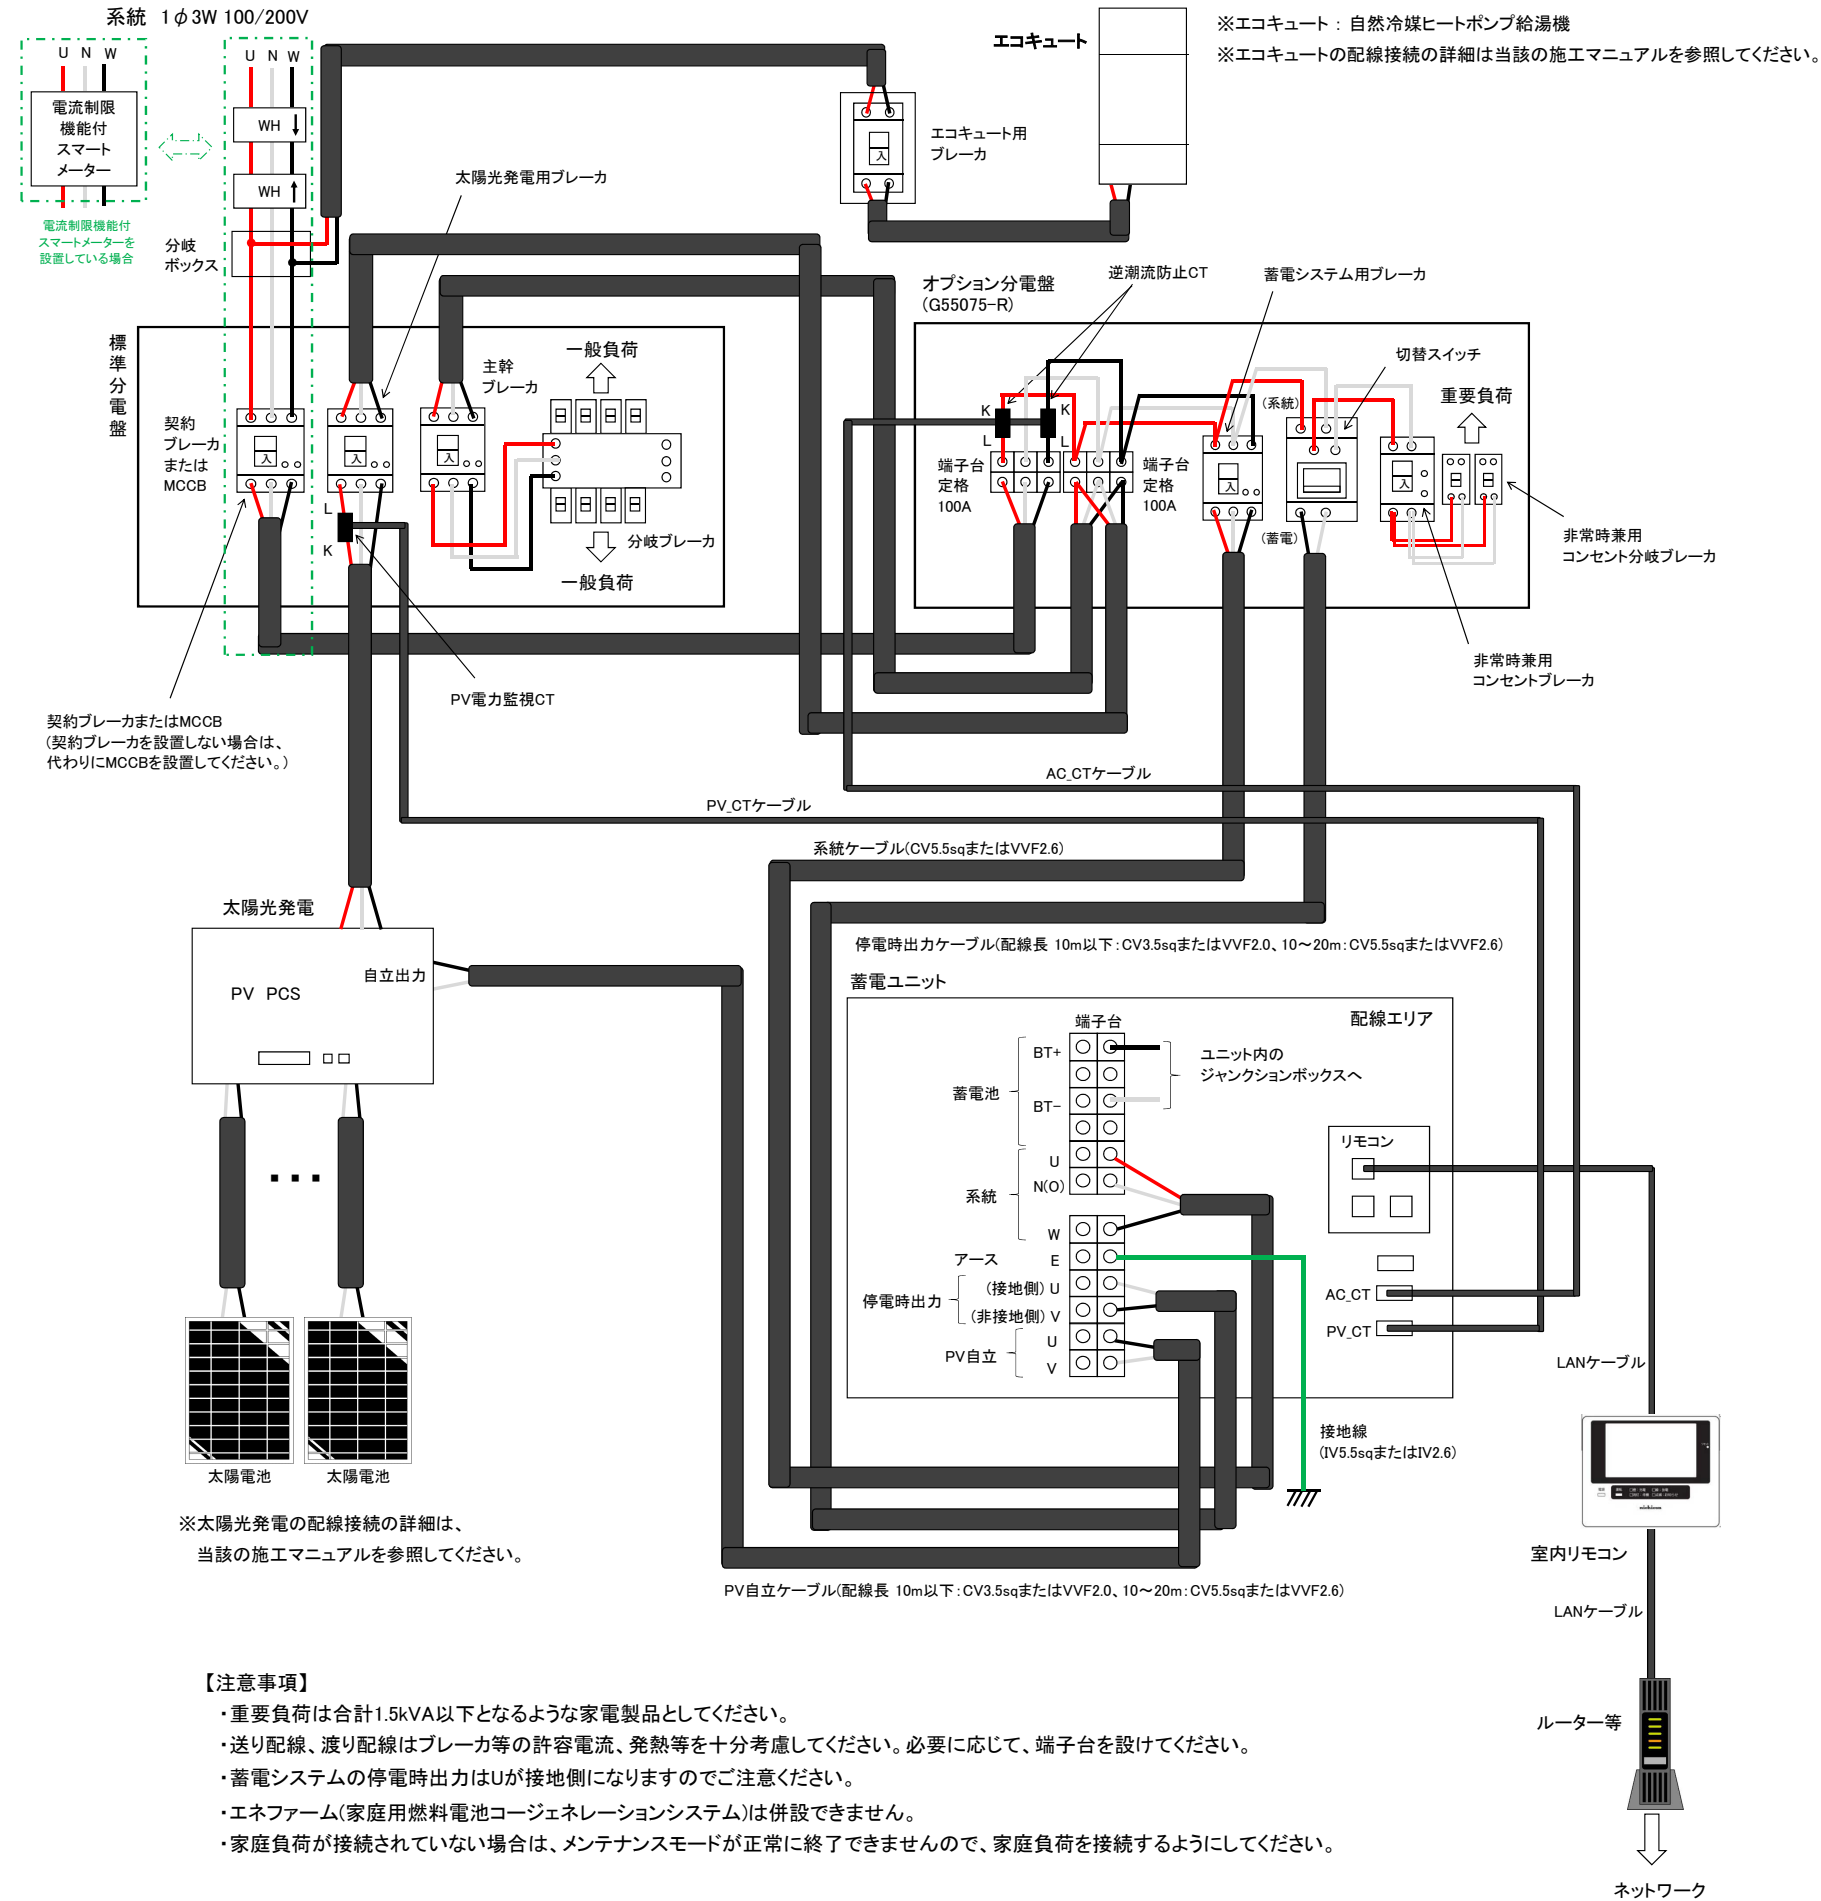 系統 1φ3W 100/200V
U N W
電流制限
機能付
スマート
メーター
電流制限機能付
スマートメーターを
設置している場合
U N W
WH
WH
分岐
ボックス
エコキュート
※エコキュート : 自然冷媒ヒートポンプ給湯機
※エコキュートの配線接続の詳細は当該の施工マニュアルを参照してください。
入
エコキュート用
ブレーカ
太陽光発電用ブレーカ
標準分電盤
契約
ブレーカ
または
MCCB
入
入
L
K
主幹
ブレーカ
入
一般負荷
分岐ブレーカ
一般負荷
PV電力監視CT
契約ブレーカまたはMCCB
(契約ブレーカを設置しない場合は、
代わりにMCCBを設置してください。)
オプション分電盤
(G55075-R)
逆潮流防止CT
蓄電システム用ブレーカ
切替スイッチ
重要負荷
K
K
L
L
端子台
定格
100A
端子台
定格
100A
入
(系統)
(蓄電)
入
非常時兼用
コンセント分岐ブレーカ
非常時兼用
コンセントブレーカ
AC_CTケーブル
PV_CTケーブル
系統ケーブル(CV5.5sqまたはVVF2.6)
停電時出力ケーブル(配線長 10m以下:CV3.5sqまたはVVF2.0、10～20m:CV5.5sqまたはVVF2.6)
太陽光発電
自立出力
PV PCS
太陽電池
太陽電池
※太陽光発電の配線接続の詳細は、
当該の施工マニュアルを参照してください。
蓄電ユニット
配線エリア
端子台
BT+
蓄電池
BT-
ユニット内の
ジャンクションボックスへ
U
系統
N(O)
W
アース
E
停電時出力
(接地側) U
(非接地側) V
PV自立
U
V
リモコン
AC_CT
PV_CT
接地線
(IV5.5sqまたはIV2.6)
PV自立ケーブル(配線長 10m以下:CV3.5sqまたはVVF2.0、10～20m:CV5.5sqまたはVVF2.6)
LANケーブル
室内リモコン
LANケーブル
ルーター等
ネットワーク
【注意事項】
・重要負荷は合計1.5kVA以下となるような家電製品としてください。
・送り配線、渡り配線はブレーカ等の許容電流、発熱等を十分考慮してください。必要に応じて、端子台を設けてください。
・蓄電システムの停電時出力はUが接地側になりますのでご注意ください。
・エネファーム(家庭用燃料電池コージェネレーションシステム)は併設できません。
・家庭負荷が接続されていない場合は、メンテナンスモードが正常に終了できませんので、家庭負荷を接続するようにしてください。